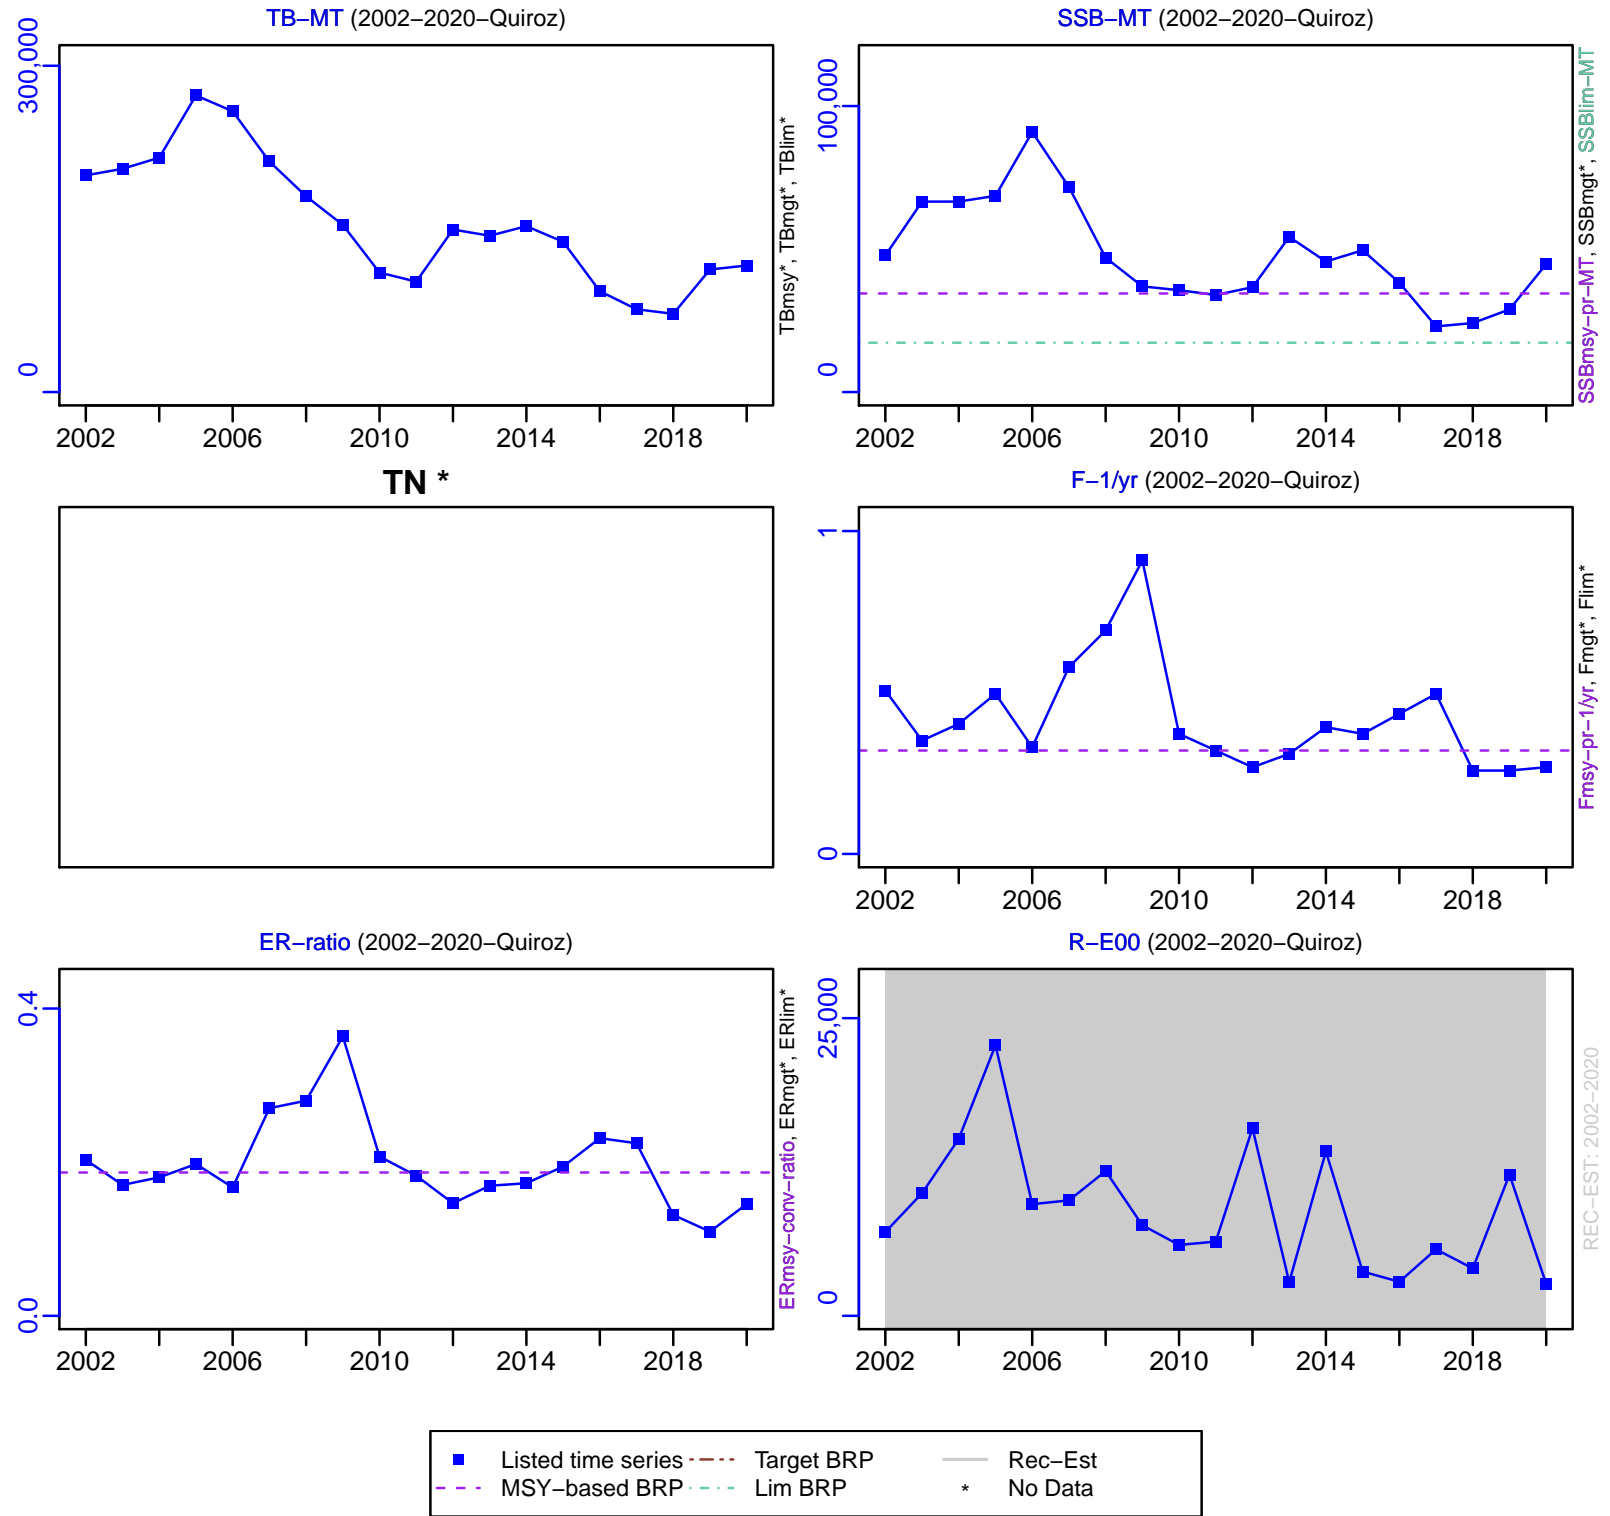 TB−MT (2002−2020−Quiroz)
300,000
0
2002 2006 2010 2014 2018
TBmsy*, TBmgt*, TBlim*
SSB−MT (2002−2020−Quiroz)
100,000
0
2002 2006 2010 2014 2018
SSBmsy−pr−MT, SSBmgt*, SSBlim−MT
TN *
F−1/yr (2002−2020−Quiroz)
1
0
2002 2006 2010 2014 2018
Fmsy−pr−1/yr, Fmgt*, Flim*
ER−ratio (2002−2020−Quiroz)
0.4
0.0
2002 2006 2010 2014 2018
ERmsy−conv−ratio, ERmgt*, ERlim*
R−E00 (2002−2020−Quiroz)
25,000
0
2002 2006 2010 2014 2018
REC−EST: 2002−2020
Listed time series Target BRP Rec−Est
MSY−based BRP Lim BRP * No Data